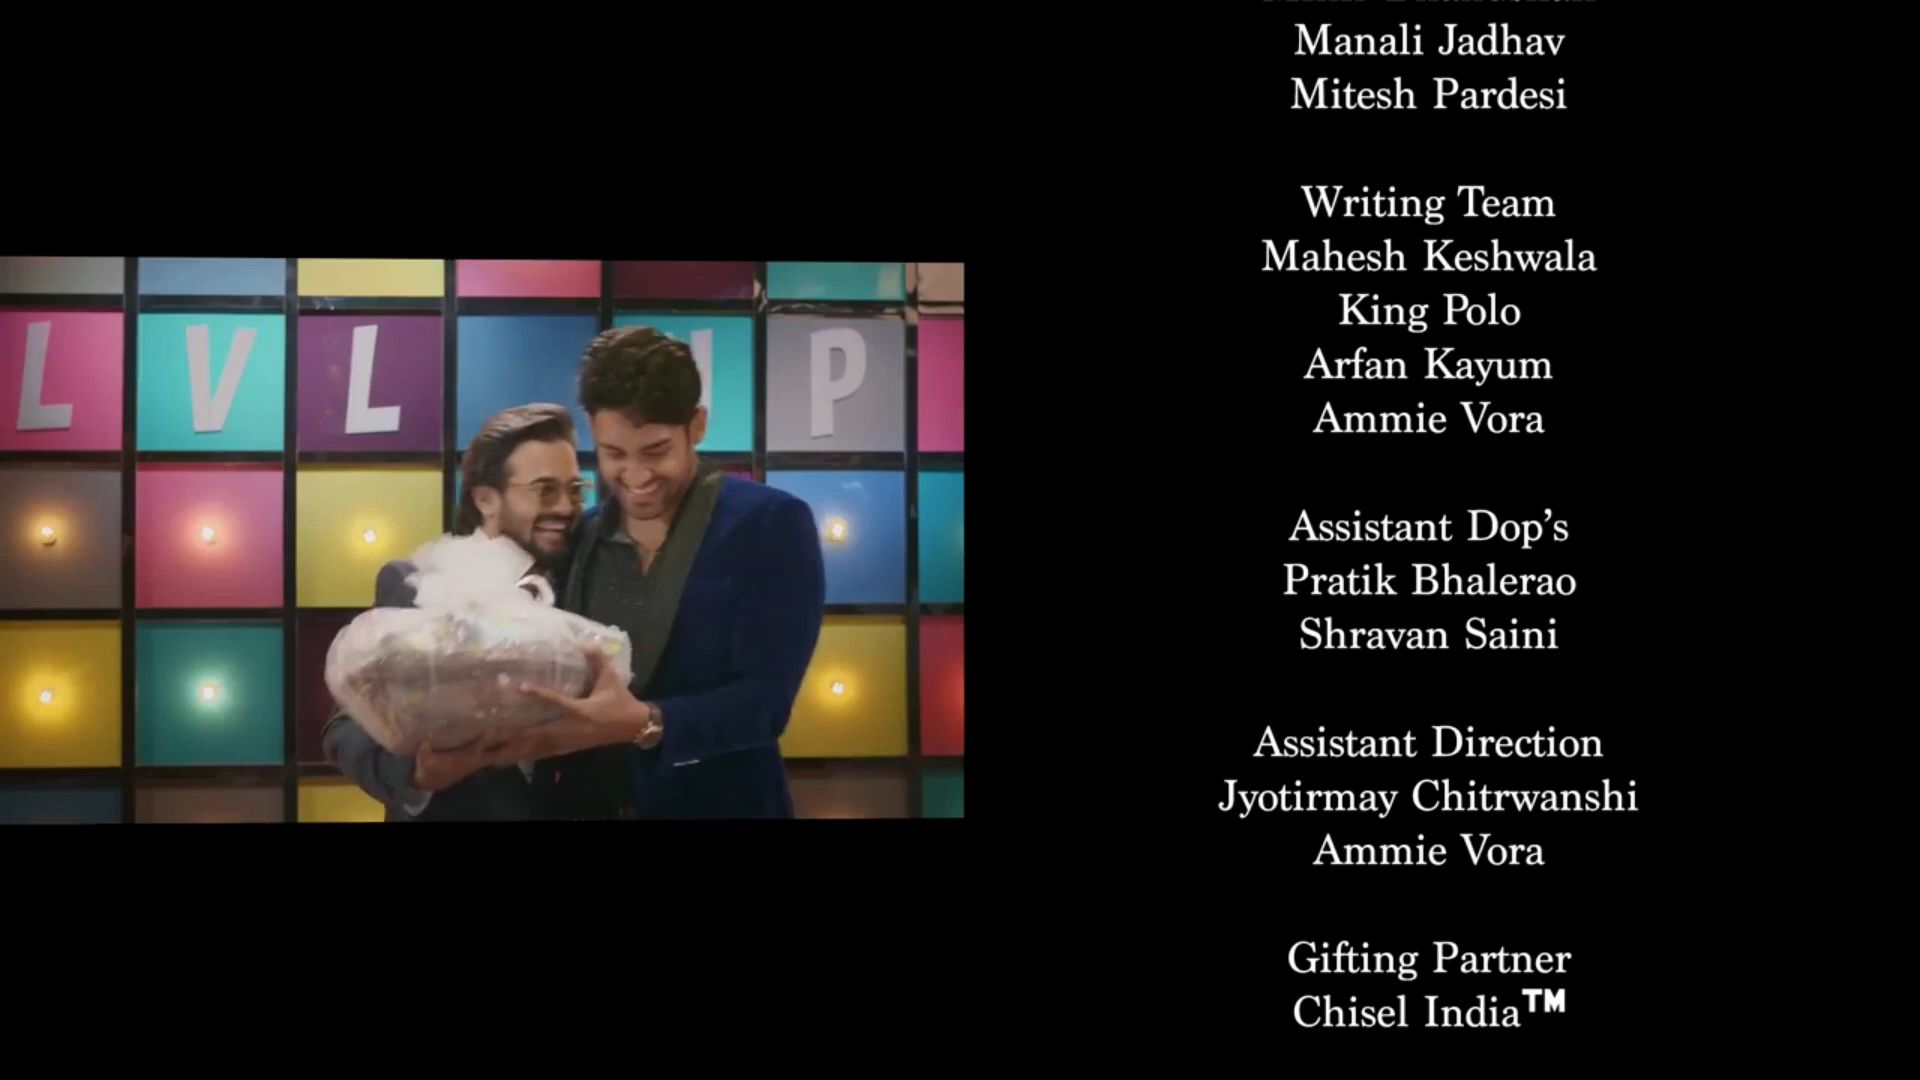 L V L P
Manali Jadhav
Mitesh Pardesi
Writing Team
Mahesh Keshwala
King Polo
Arfan Kayum
Ammie Vora
Assistant Dop’s
Pratik Bhalerao
Shravan Saini
Assistant Direction
Jyotirmay Chitrwanshi
Ammie Vora
Gifting Partner
Chisel India™